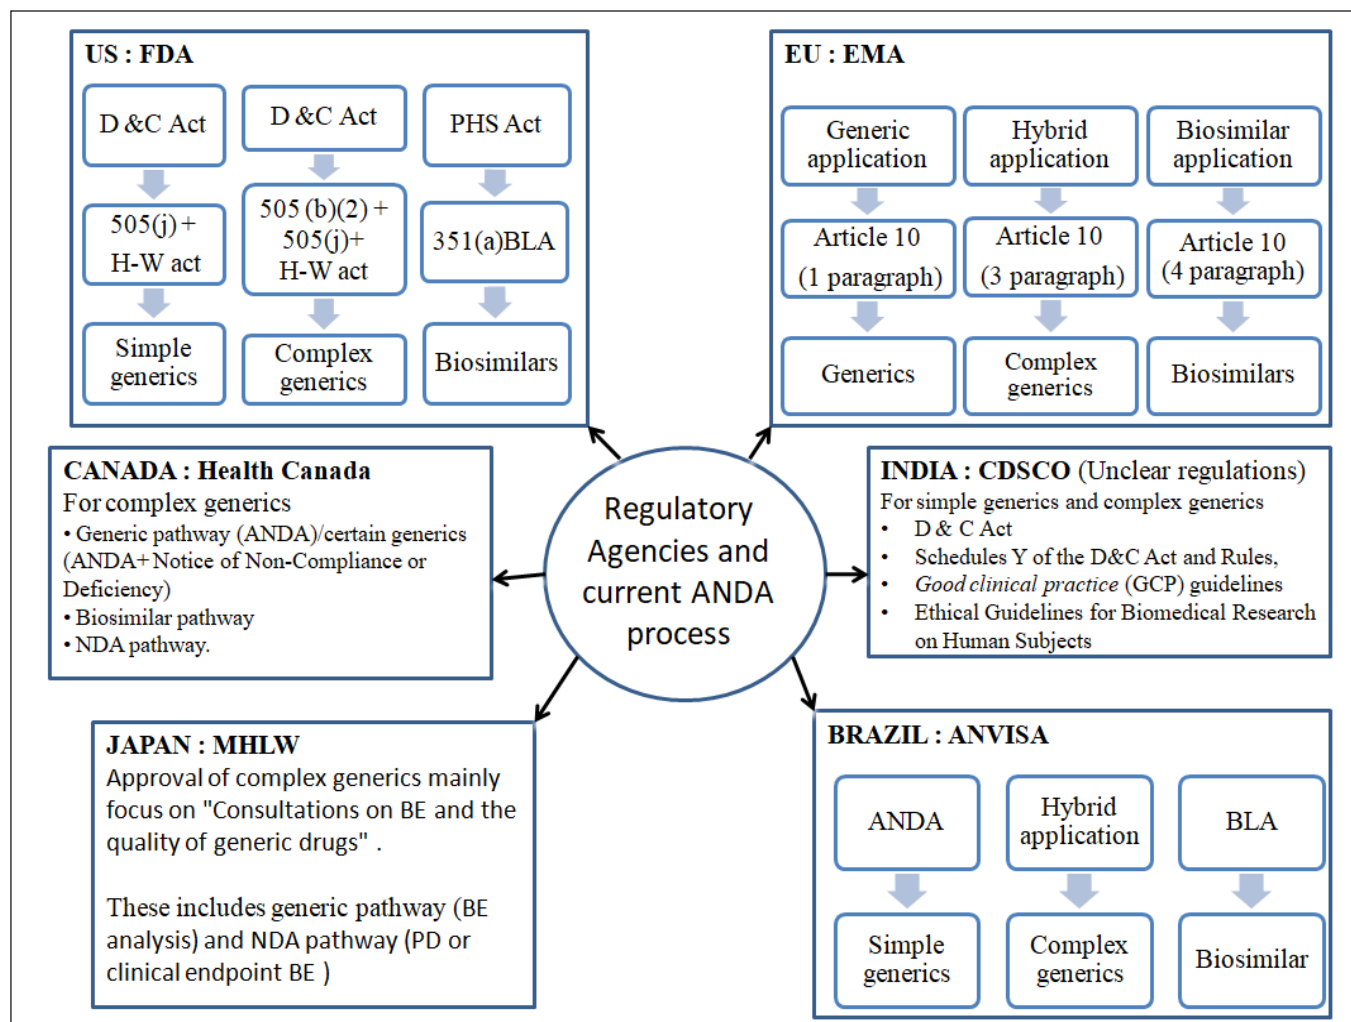 US : FDA
D &C Act
505(j) +
H-W act
Simple
generics
D &C Act
505 (b)(2) +
505(j)+
H-W act
Complex
generics
PHS Act
351(a)BLA
Biosimilars
EU : EMA
Generic
application
Article 10
(1 paragraph)
Generics
Hybrid
application
Article 10
(3 paragraph)
Complex
generics
Biosimilar
application
Article 10
(4 paragraph)
Biosimilars
CANADA : Health Canada
For complex generics
• Generic pathway (ANDA)/certain generics
(ANDA+ Notice of Non-Compliance or
Deficiency)
• Biosimilar pathway
• NDA pathway.
Regulatory
Agencies and
current ANDA
process
INDIA : CDSCO (Unclear regulations)
For simple generics and complex generics
• D & C Act
• Schedules Y of the D&C Act and Rules,
• Good clinical practice (GCP) guidelines
• Ethical Guidelines for Biomedical Research
on Human Subjects
JAPAN : MHLW
Approval of complex generics mainly
focus on "Consultations on BE and the
quality of generic drugs" .
These includes generic pathway (BE
analysis) and NDA pathway (PD or
clinical endpoint BE )
BRAZIL : ANVISA
ANDA
Simple
generics
Hybrid
application
Complex
generics
BLA
Biosimilar